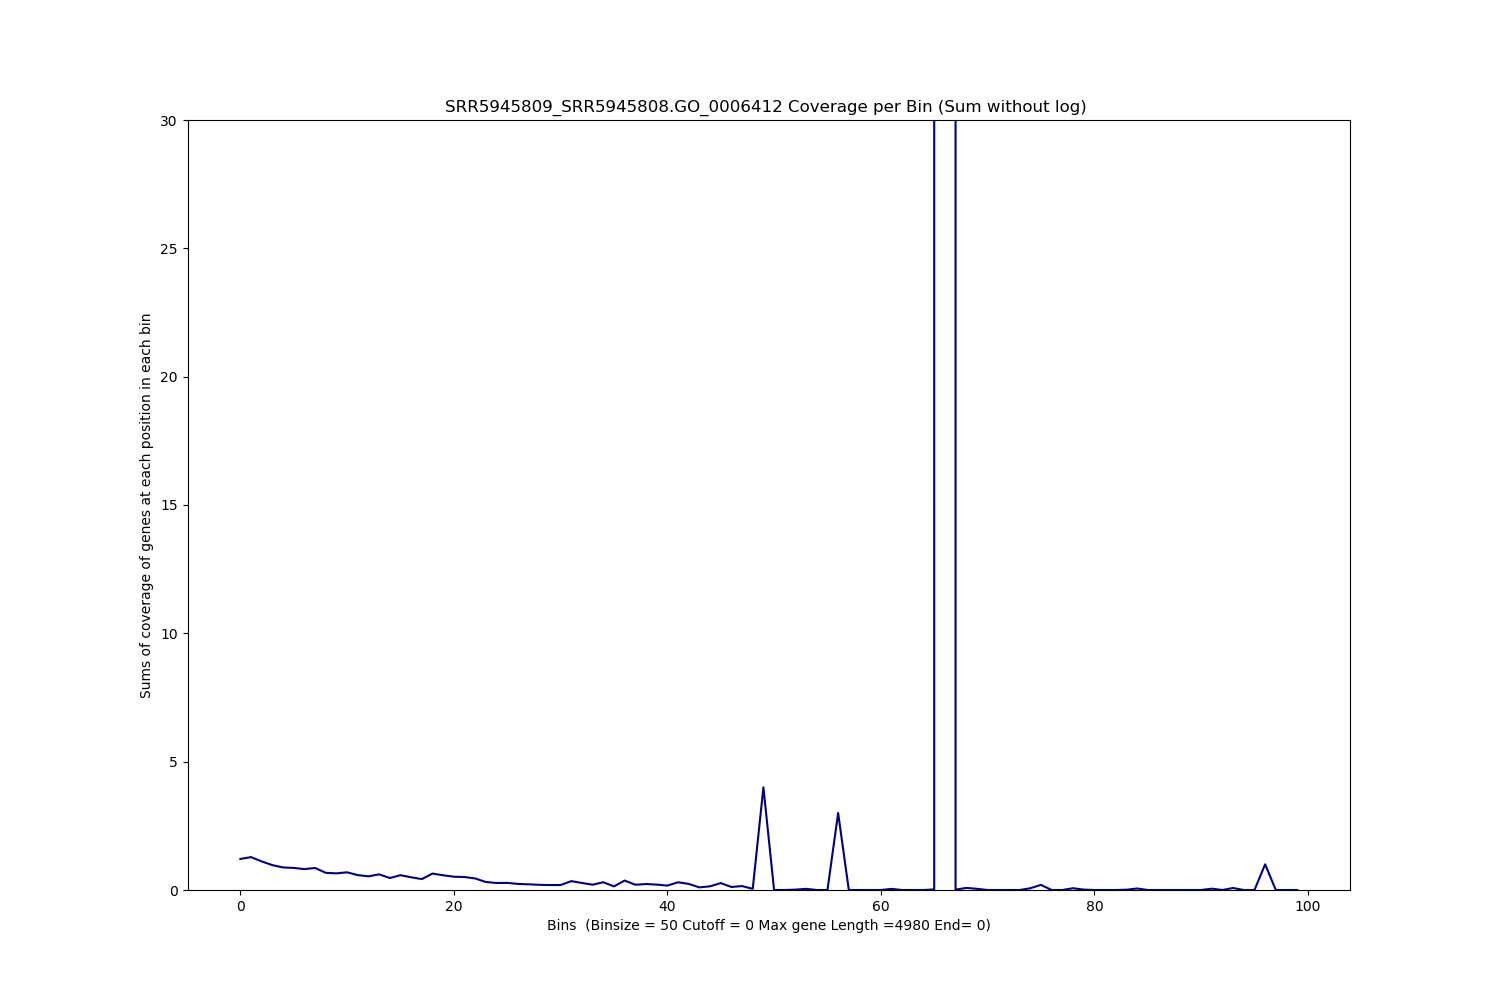 SRR5945809_SRR5945808.GO_0006412 Coverage per Bin (Sum without log)
Sums of coverage of genes at each position in each bin
30
25
20
15
10
5
0
0 20 40 60 80 100
Bins  (Binsize = 50 Cutoff = 0 Max gene Length =4980 End= 0)